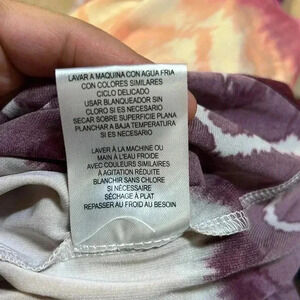 LAVAR A MAQUINA CON AGUA FRIA
CON COLORES SIMILARES
CICLO DELICADO
USAR BLANQUEADOR SIN
CLORO SI ES NECESARIO
SECAR SOBRE SUPERFICIE PLANA
PLANCHAR A BAJA TEMPERATURA
SI ES NECESARIO
LAVER À LA MACHINE OU
MAIN À L'EAU FROIDE
AVEC COULEURS SIMILAIRES
À AGITATION RÉDUITE
BLANCHIR SANS CHLORE
SI NÉCESSAIRE
SÉCHAGE À PLAT
REPASSER AU FROID AU BESOIN